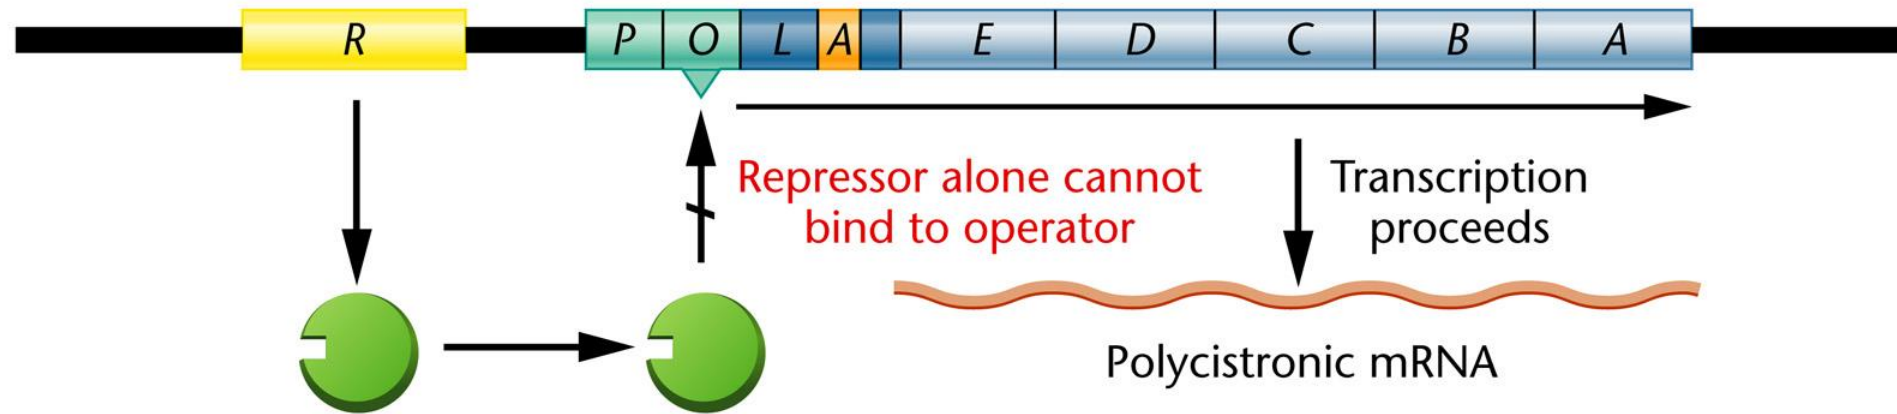 R P O L A E D C B A
Repressor alone cannot
bind to operator
Transcription
proceeds
Polycistronic mRNA